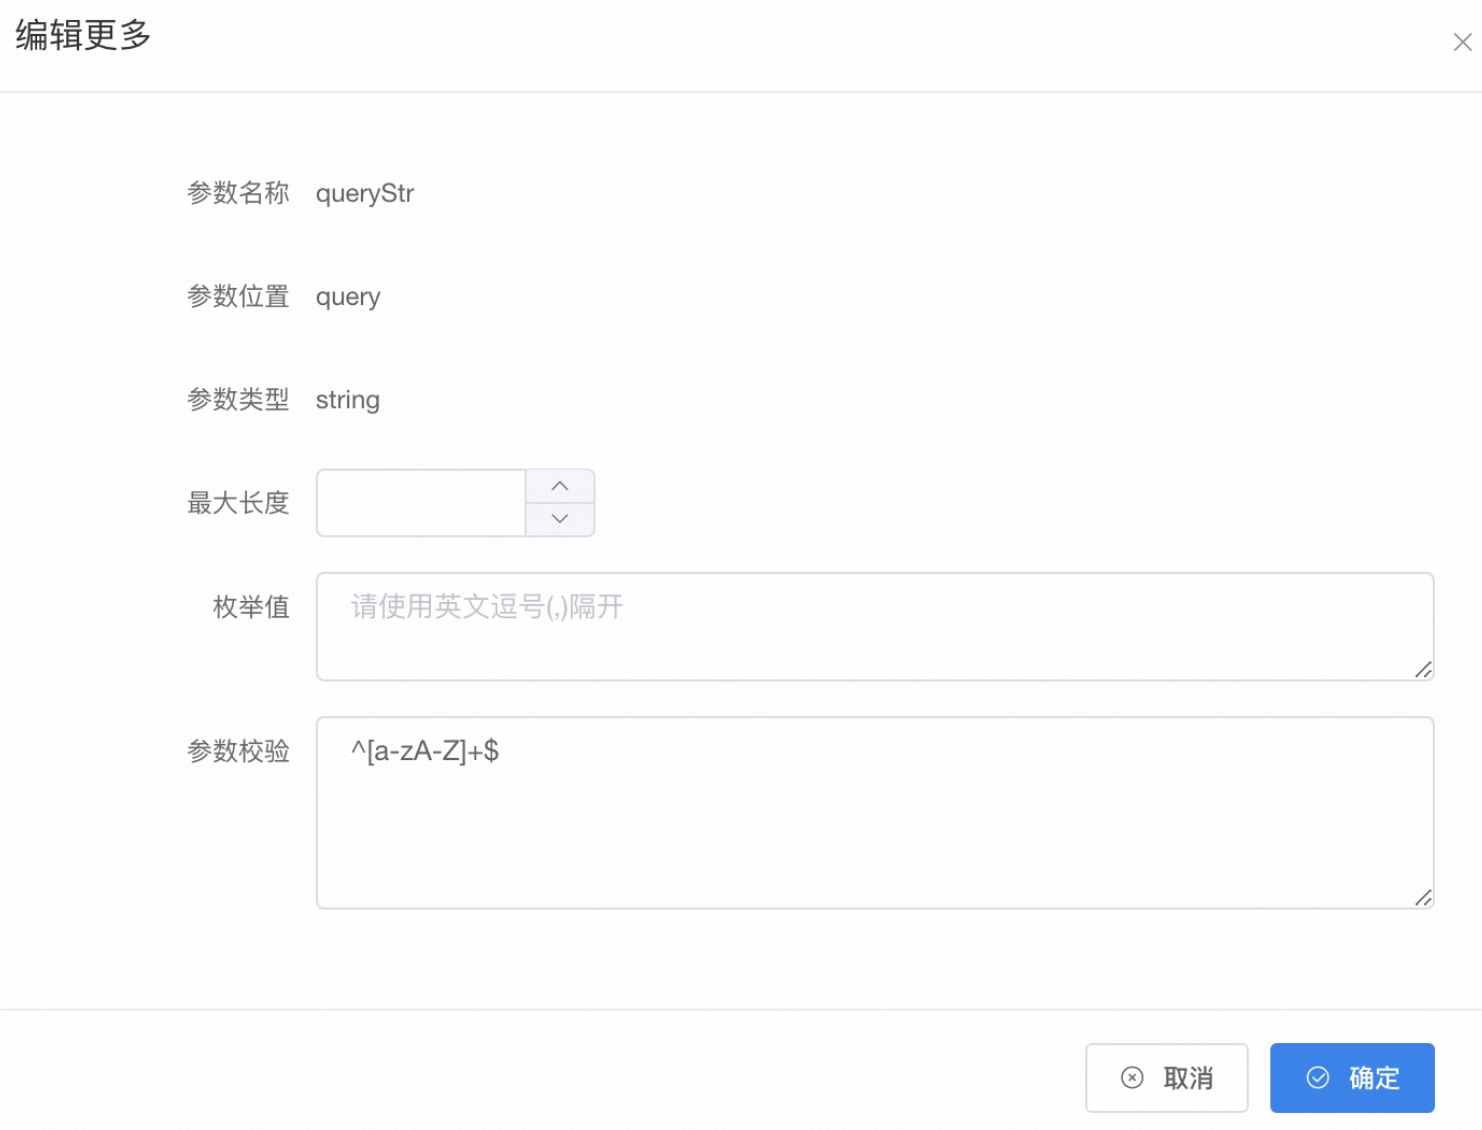 编辑更多
参数名称 queryStr
参数位置 query
参数类型 string
最大长度
枚举值 请使用英文逗号(,)隔开
参数校验 ^[a-zA-Z]+$
取消 确定